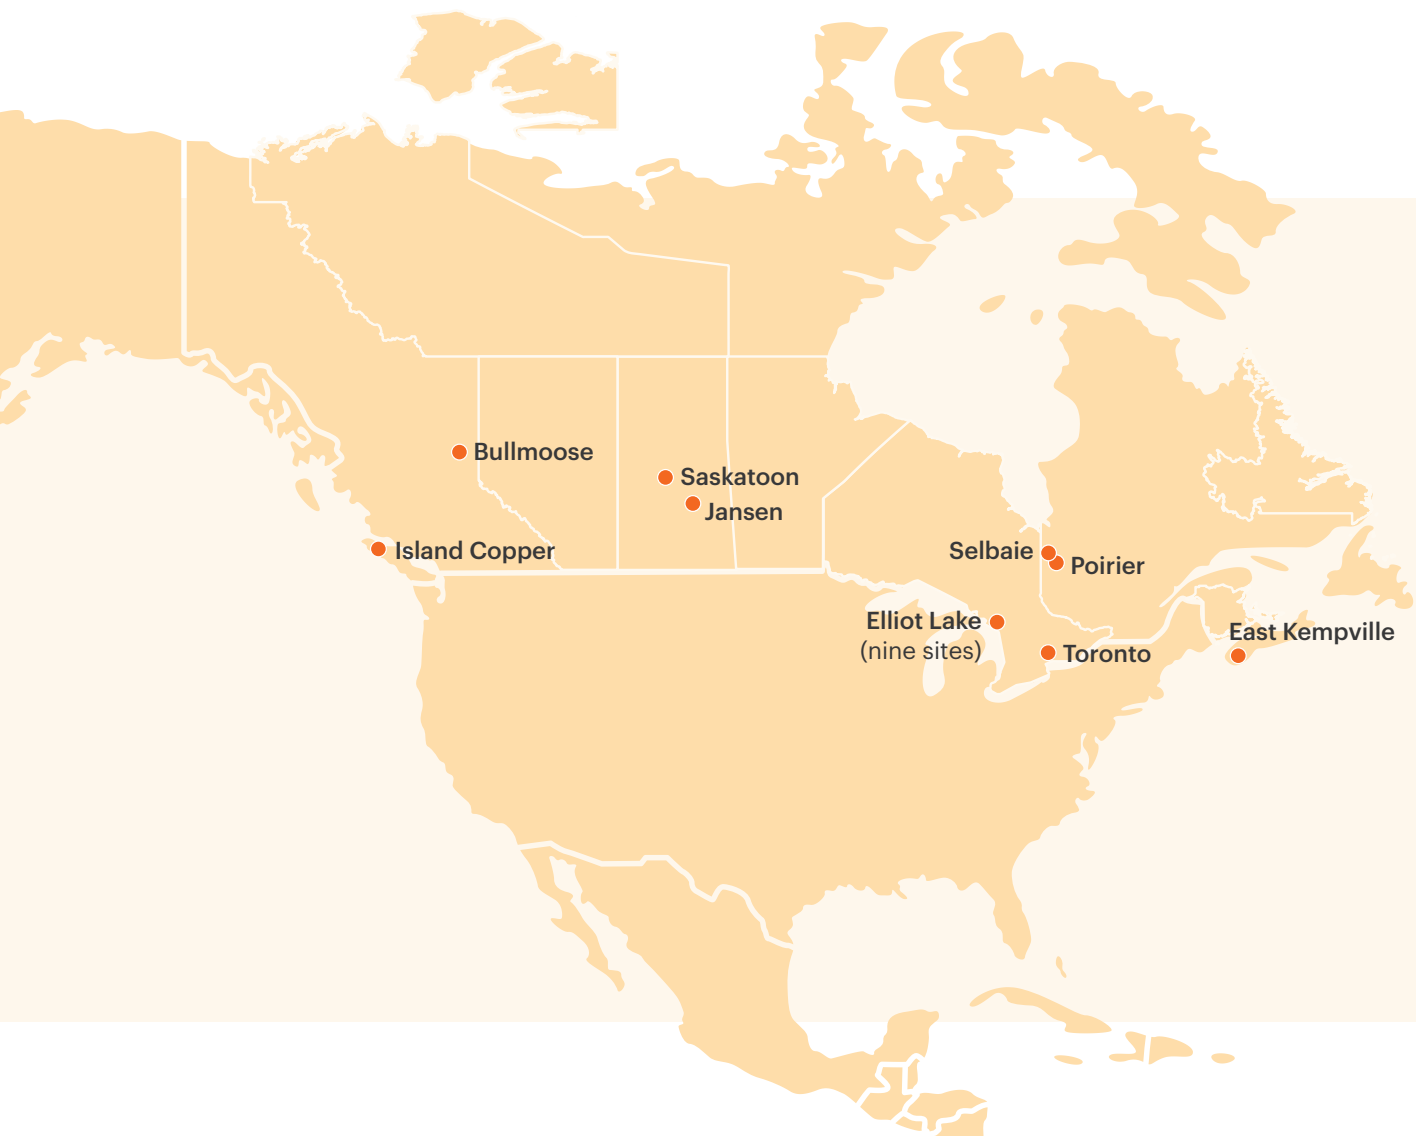 Bullmoose
Saskatoon
Jansen
Island Copper
Selbaie
Poirier
Elliot Lake
(nine sites)
East Kempville
Toronto